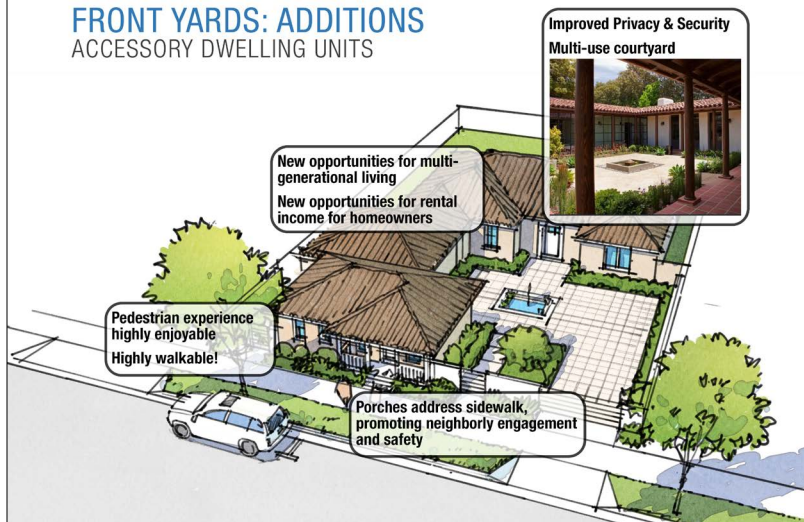 FRONT YARDS: ADDITIONS
ACCESSORY DWELLING UNITS
Improved Privacy & Security
Multi-use courtyard
New opportunities for multi-
generational living
New opportunities for rental
income for homeowners
Pedestrian experience
highly enjoyable
Highly walkable!
Porches address sidewalk,
promoting neighborly engagement
and safety